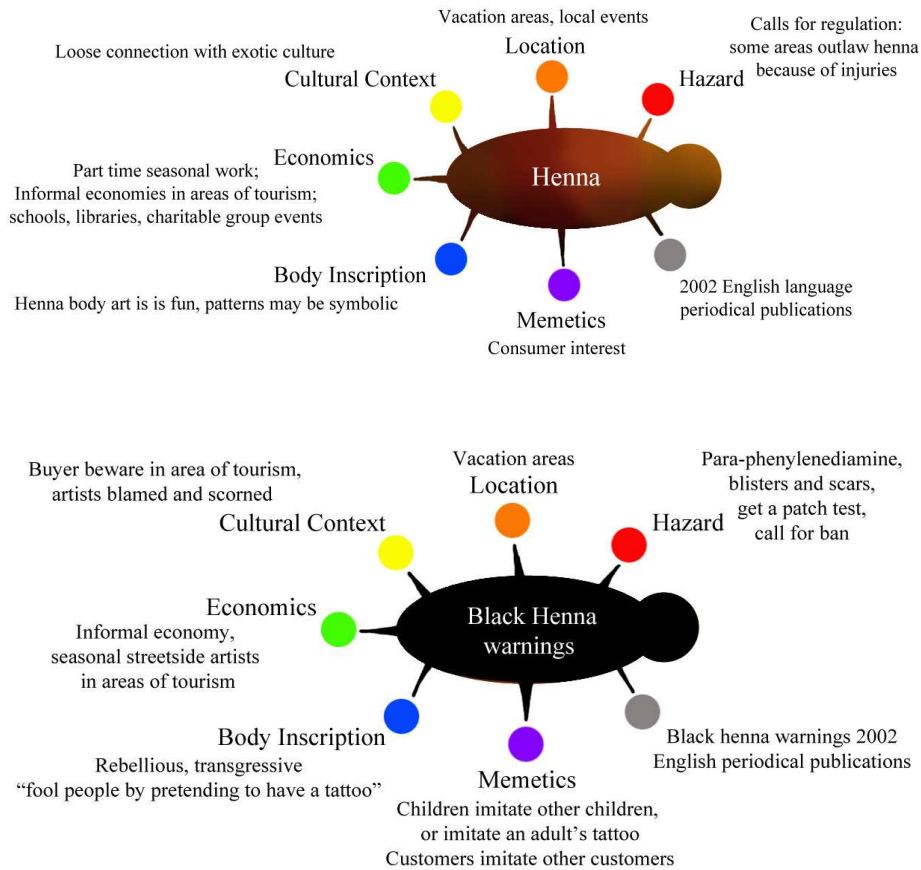 Vacation areas, local events
Location
Calls for regulation:
some areas outlaw henna
because of injuries
Hazard
Loose connection with exotic culture
Cultural Context
Economics
Part time seasonal work;
Informal economies in areas of tourism;
schools, libraries, charitable group events
Henna
Body Inscription
Henna body art is is fun, patterns may be symbolic
Memetics
Consumer interest
2002 English language
periodical publications
Buyer beware in area of tourism,
artists blamed and scorned
Cultural Context
Vacation areas
Location
Para-phenylenediamine,
blisters and scars,
get a patch test,
call for ban
Hazard
Economics
Informal economy,
seasonal streetside artists
in areas of tourism
Black Henna
warnings
Body Inscription
Rebellious, transgressive
“fool people by pretending to have a tattoo”
Memetics
Children imitate other children,
or imitate an adult’s tattoo
Customers imitate other customers
Black henna warnings 2002
English periodical publications